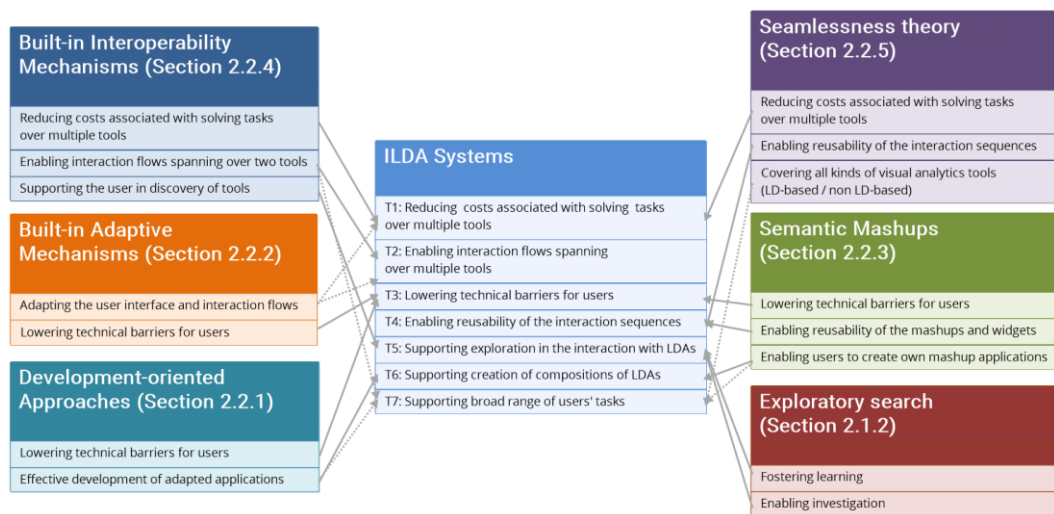 Built-in Interoperability
Mechanisms (Section 2.2.4)
Reducing costs associated with solving tasks
over multiple tools
Enabling interaction flows spanning over two tools
Supporting the user in discovery of tools
Built-in Adaptive
Mechanisms (Section 2.2.2)
Adapting the user interface and interaction flows
Lowering technical barriers for users
Development-oriented
Approaches (Section 2.2.1)
Lowering technical barriers for users
Effective development of adapted applications
ILDA Systems
T1: Reducing costs associated with solving tasks
over multiple tools
T2: Enabling interaction flows spanning
over multiple tools
T3: Lowering technical barriers for users
T4: Enabling reusability of the interaction sequences
T5: Supporting exploration in the interaction with LDAs
T6: Supporting creation of compositions of LDAs
T7: Supporting broad range of users' tasks
Seamlessness theory
(Section 2.2.5)
Reducing costs associated with solving tasks
over multiple tools
Enabling reusability of the interaction sequences
Covering all kinds of visual analytics tools
(LD-based / non LD-based)
Semantic Mashups
(Section 2.2.3)
Lowering technical barriers for users
Enabling reusability of the mashups and widgets
Enabling users to create own mashup applications
Exploratory search
(Section 2.1.2)
Fostering learning
Enabling investigation